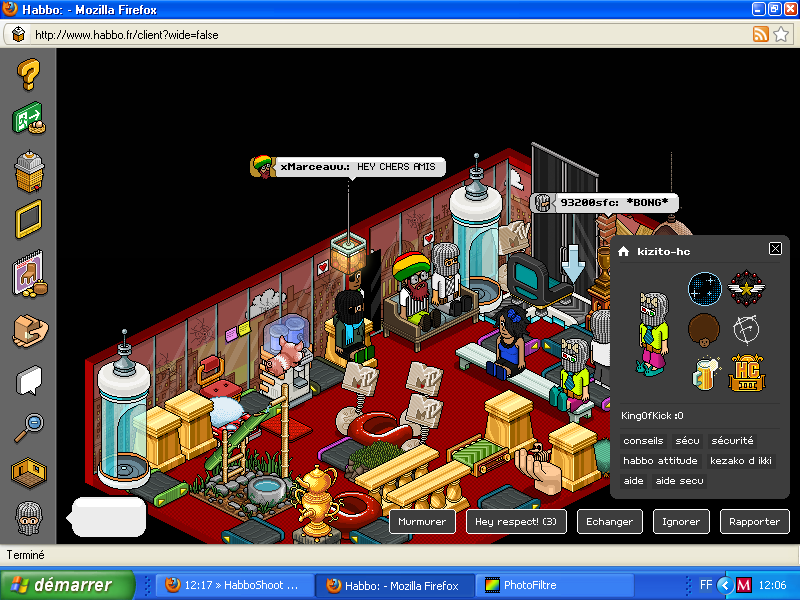 Habbo: - Mozilla Firefox
http://www.habbo.fr/client?wide=false
xMarceauu.: HEY CHERS AMIS
93200sfc: *BONG*
kizito-hc
HC
KingOfKick :0
conseils sécu sécurité
habbo attitude kezako d ikki
aide aide secu
Murmurer Hey respect! (3) Echanger Ignorer Rapporter
Terminé
démarrer 12:17 » HabboShoot ... Habbo: - Mozilla Firefox PhotoFiltre FF 12:06